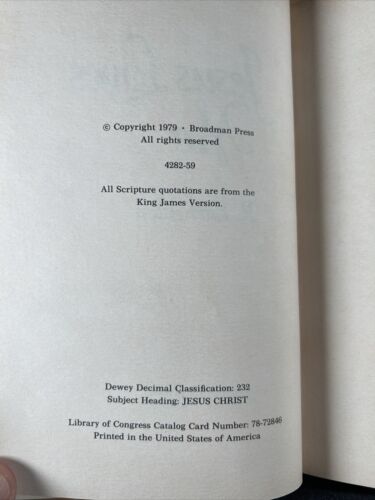 © Copyright 1979 • Broadman Press
All rights reserved
4282-59
All Scripture quotations are from the
King James Version.
Dewey Decimal Classification: 232
Subject Heading: JESUS CHRIST
Library of Congress Catalog Card Number: 78-72846
Printed in the United States of America